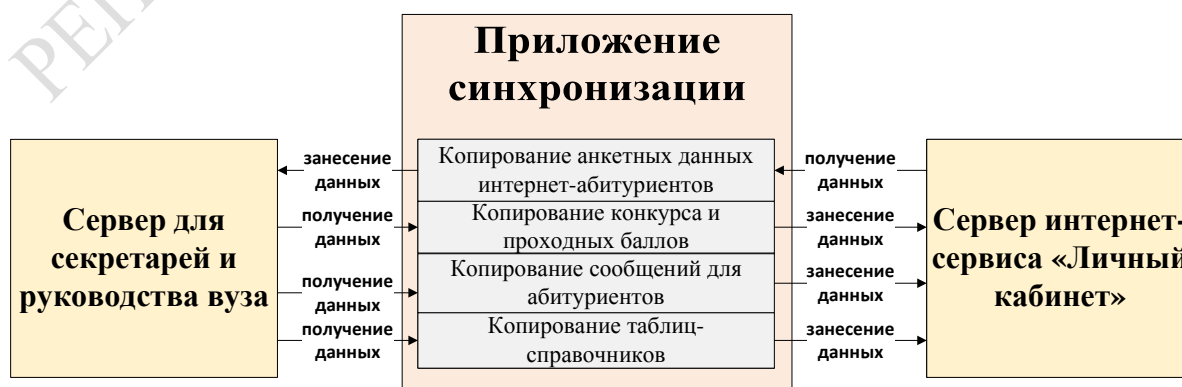 РЕП
Приложение
синхронизации
занесение
данных
Копирование анкетных данных
интернет-абитуриентов
получение
данных
Сервер для
секретарей и
руководства вуза
получение
данных
Копирование конкурса и
проходных баллов
занесение
данных
Сервер интернет-
сервиса «Личный
кабинет»
получение
данных
Копирование сообщений для
абитуриентов
занесение
данных
получение
данных
Копирование таблиц-
справочников
занесение
данных